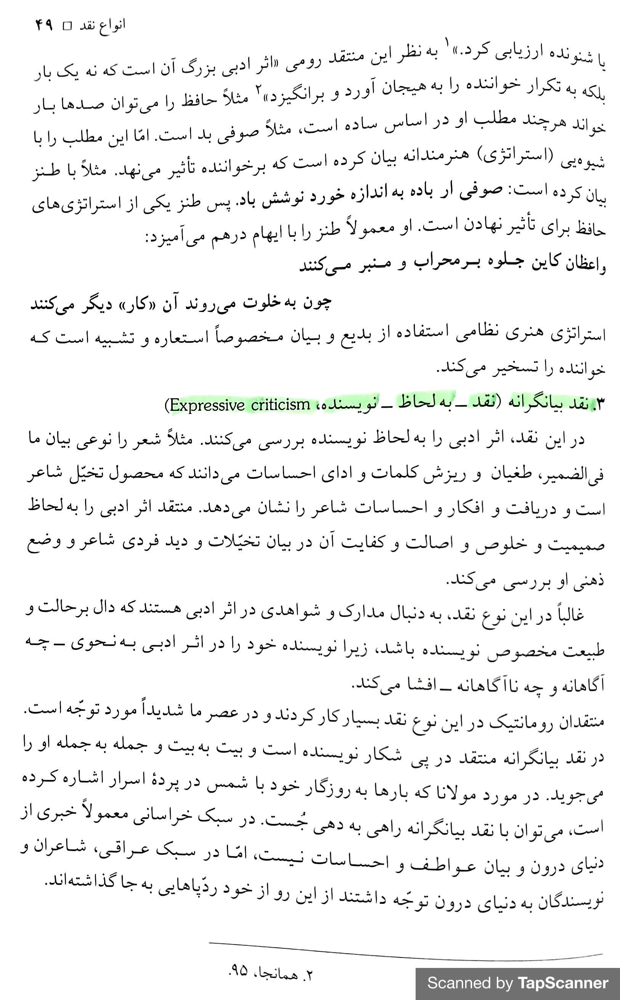 انواع نقد □ ۴۹
یا شنونده ارزیابی کرد.»۱ به نظر این منتقد رومی «اثر ادبی بزرگ آن است که نه یک بار
بلکه به تکرار خواننده را به هیجان آورد و برانگیزد»۲ مثلاً حافظ را می‌توان صدها بار
خواند هرچند مطلب او در اساس ساده است، مثلاً صوفی بد است. امّا این مطلب را با
شیوه‌یی (استراتژی) هنرمندانه بیان کرده است که برخواننده تأثیر می‌نهد. مثلاً با طنز
بیان کرده است: صوفی ار باده به اندازه خورد نوشش باد. پس طنز یکی از استراتژی‌های
حافظ برای تأثیر نهادن است. او معمولاً طنز را با ایهام درهم می‌آمیزد:
واعظان کاین جلوه برمحراب و منبر می‌کنند
چون به خلوت می‌روند آن «کار» دیگر می‌کنند
استراتژی هنری نظامی استفاده از بدیع و بیان مخصوصاً استعاره و تشبیه است که
خواننده را تسخیر می‌کند.
۳. نقد بیانگرانه (نقد ــ به لحاظ ــ نویسنده، Expressive criticism)
در این نقد، اثر ادبی را به لحاظ نویسنده بررسی می‌کنند. مثلاً شعر را نوعی بیان ما
فی‌الضمیر، طغیان و ریزش کلمات و ادای احساسات می‌دانند که محصول تخیّل شاعر
است و دریافت و افکار و احساسات شاعر را نشان می‌دهد. منتقد اثر ادبی را به لحاظ
صمیمیت و خلوص و اصالت و کفایت آن در بیان تخیّلات و دید فردی شاعر و وضع
ذهنی او بررسی می‌کند.
غالباً در این نوع نقد، به دنبال مدارک و شواهدی در اثر ادبی هستند که دال برحالت و
طبیعت مخصوص نویسنده باشد، زیرا نویسنده خود را در اثر ادبی به نحوی ــ چه
آگاهانه و چه ناآگاهانه ــ افشا می‌کند.
منتقدان رومانتیک در این نوع نقد بسیار کار کردند و در عصر ما شدیداً مورد توجّه است.
در نقد بیانگرانه منتقد در پی شکار نویسنده است و بیت به بیت و جمله به جمله او را
می‌جوید. در مورد مولانا که بارها به روزگار خود با شمس در پردهٔ اسرار اشاره کرده
است، می‌توان با نقد بیانگرانه راهی به دهی جُست. در سبک خراسانی معمولاً خبری از
دنیای درون و بیان عواطف و احساسات نیست، امّا در سبک عراقی، شاعران و
نویسندگان به دنیای درون توجّه داشتند از این رو از خود ردّپاهایی به جا گذاشته‌اند.
۲. همانجا، ۹۵.
Scanned by TapScanner